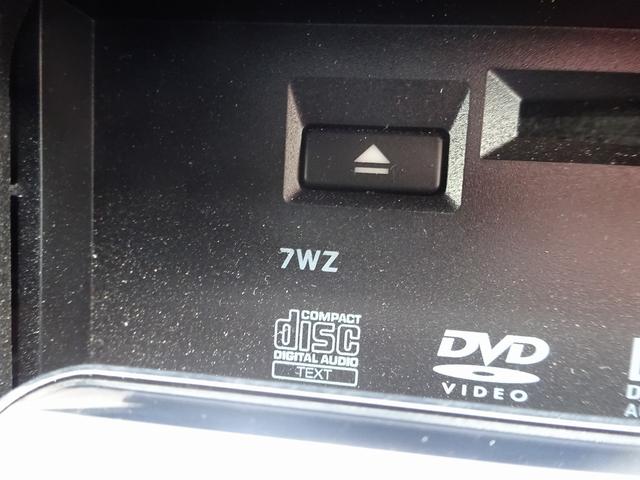 7WZ
COMPACT
disc
DIGITAL AUDIO
TEXT
DVD
VIDEO